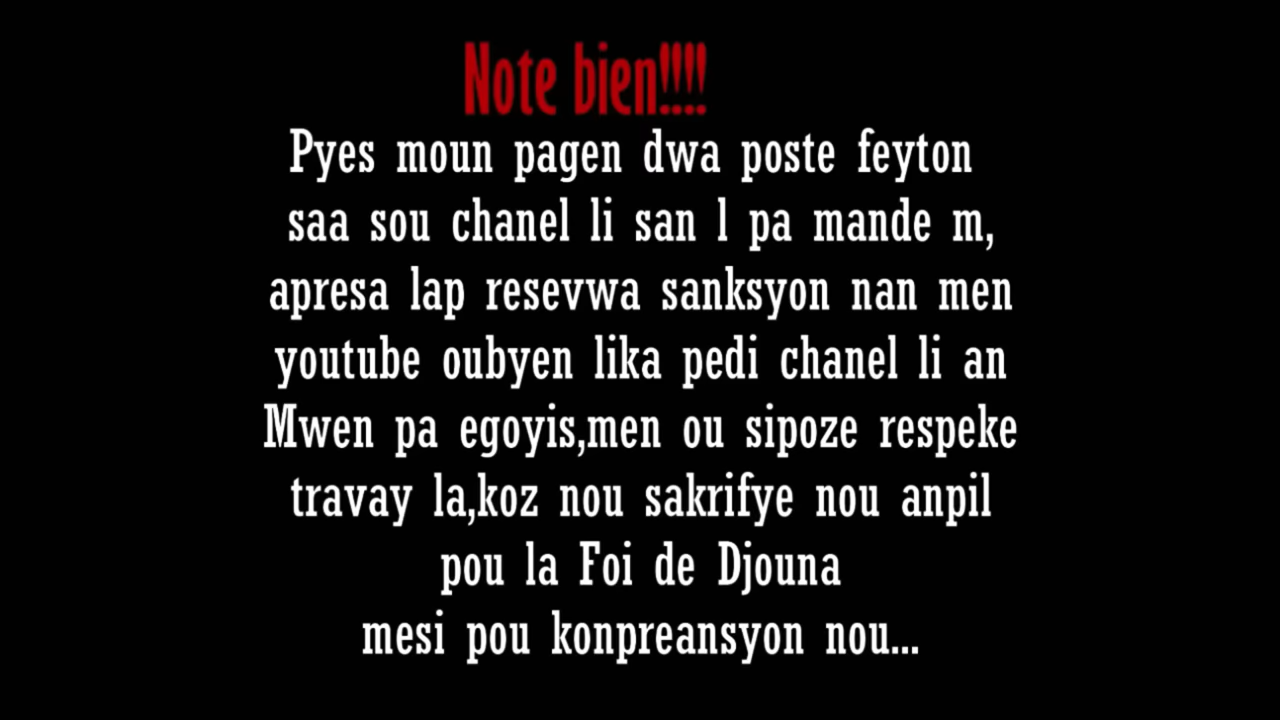 Note bien!!!!
Pyes moun pagen dwa poste feyton
saa sou chanel li san l pa mande m,
apresa lap resevwa sanksyon nan men
youtube oubyen lika pedi chanel li an
Mwen pa egoyis,men ou sipoze respeke
travay la,koz nou sakrifye nou anpil
pou la Foi de Djouna
mesi pou konpreansyon nou...